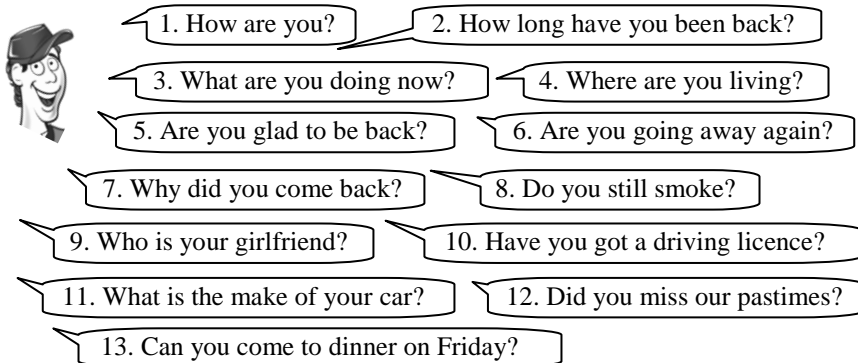 1. How are you?
2. How long have you been back?
3. What are you doing now?
4. Where are you living?
5. Are you glad to be back?
6. Are you going away again?
7. Why did you come back?
8. Do you still smoke?
9. Who is your girlfriend?
10. Have you got a driving licence?
11. What is the make of your car?
12. Did you miss our pastimes?
13. Can you come to dinner on Friday?